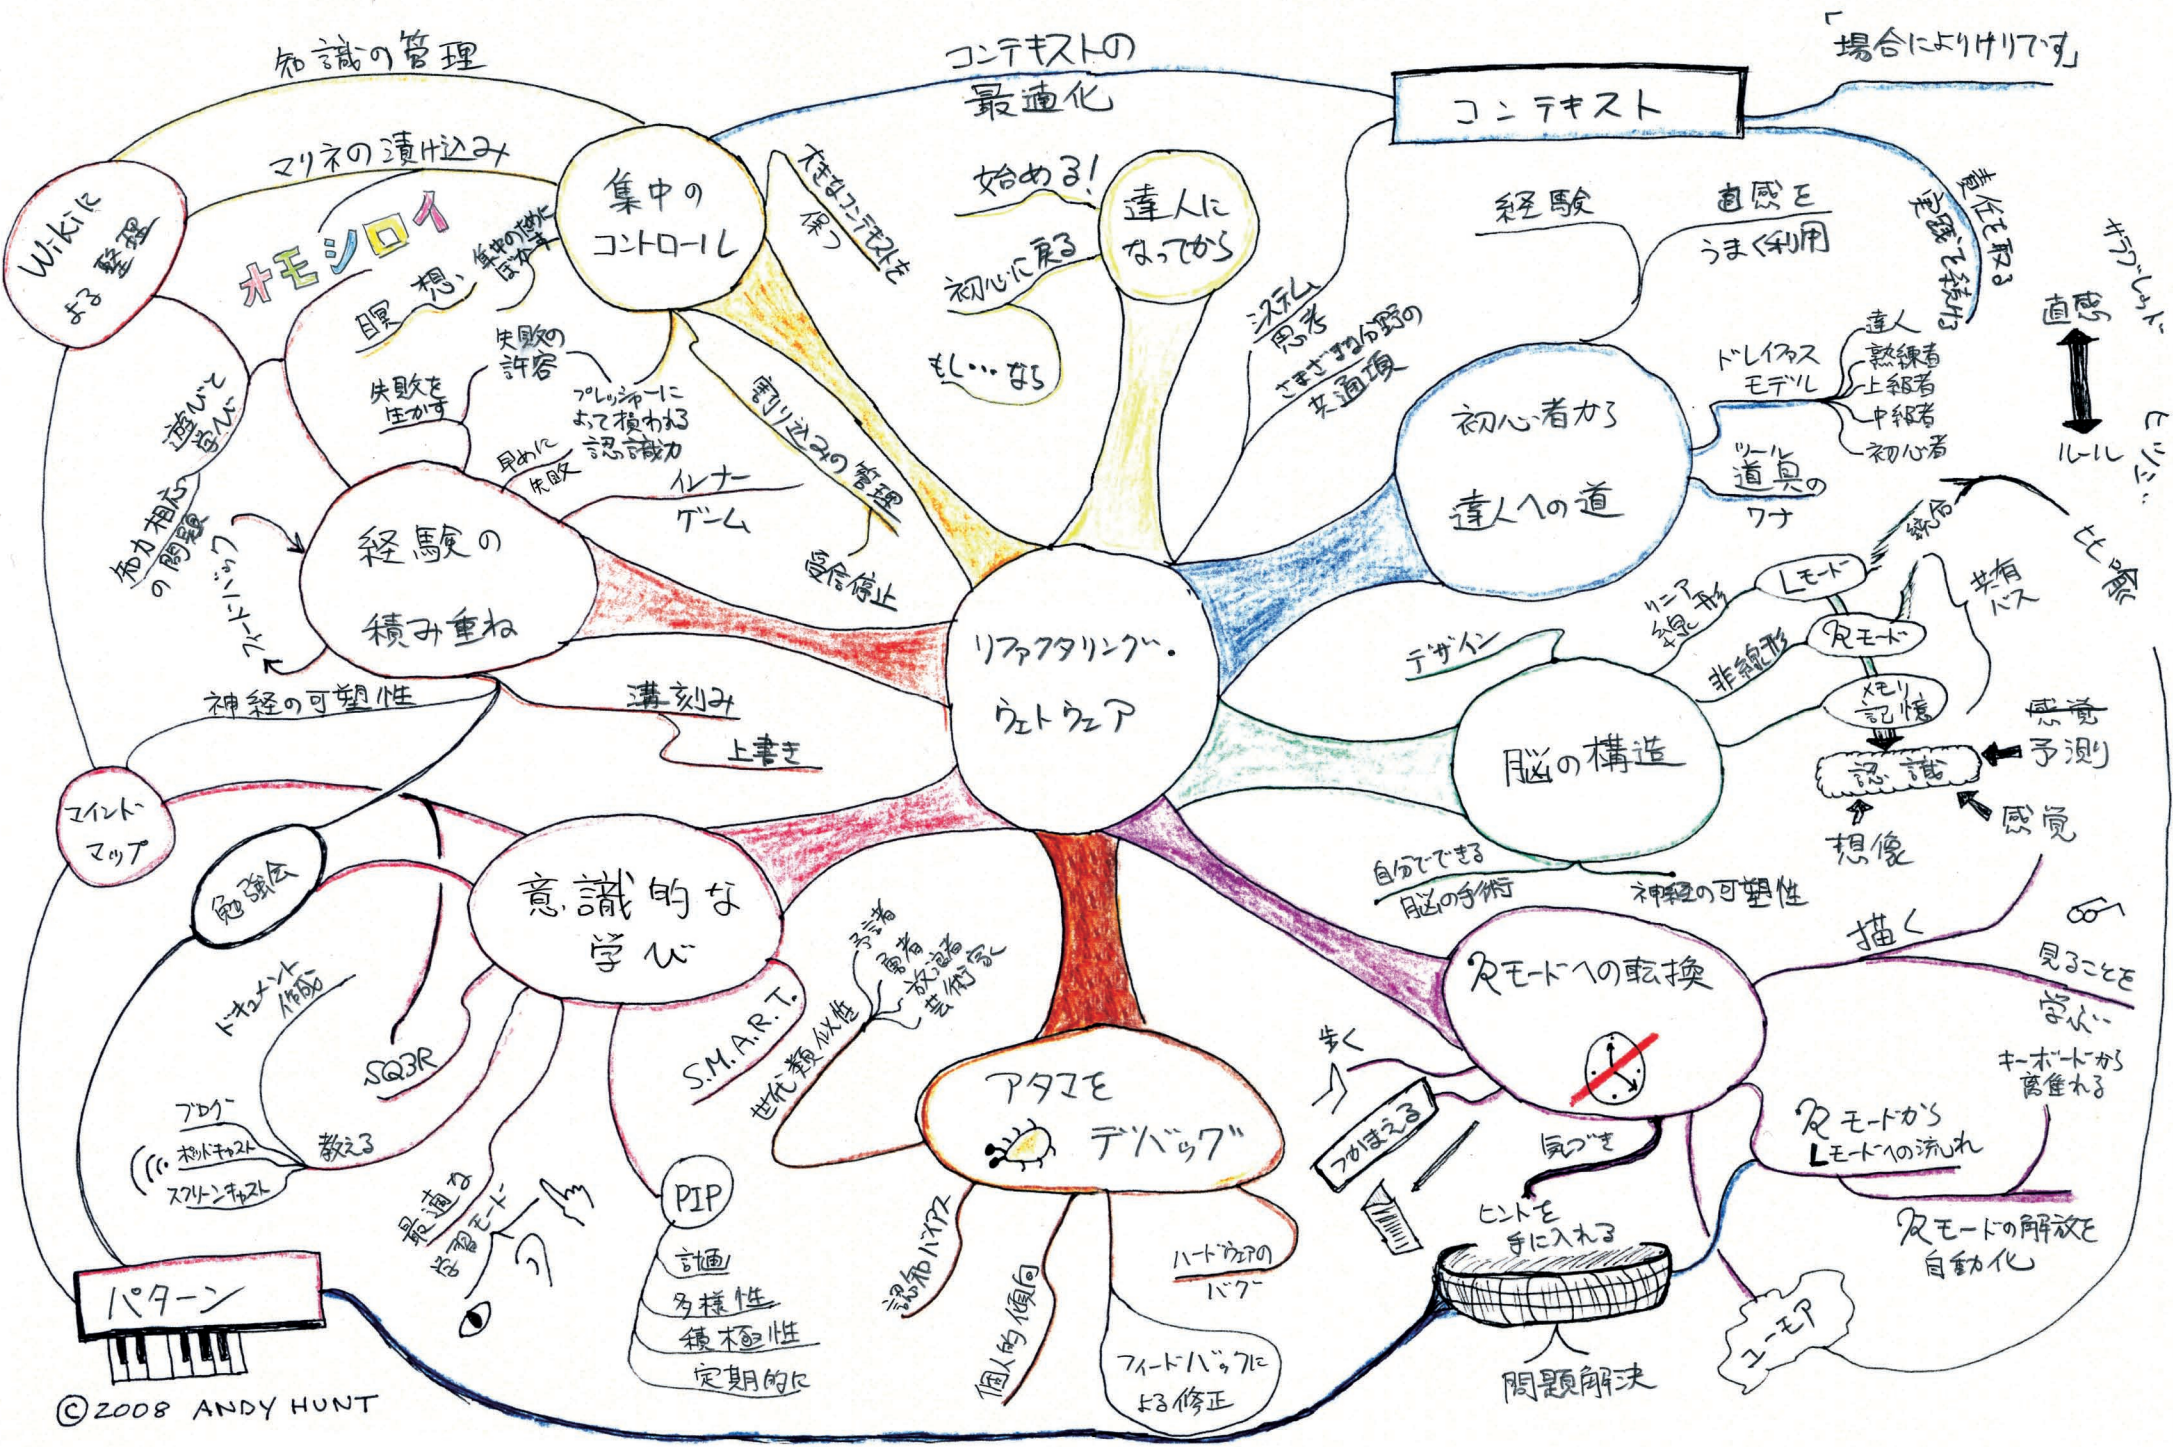 知識の管理
コンテキストの
最適化
コンテキスト
「場合によりけりです」
責任を取る
実践を続ける
マリネの漬け込み
Wikiに
よる
整理
オモシロイ
集中の
コントロール
大きなコンテキストを
保つ
集中のために
ぼかす
瞑想
割り込みの管理
受信停止
始める!
達人に
なってから
初心に戻る
もし…なら
システム
思考
さまざまな分野の
共通項
経験
直感を
うまく利用
初心者から
達人への道
ドレイファス
モデル
達人
熟練者
上級者
中級者
初心者
ツール
道具の
ワナ
直感
ルール
失敗の
許容
失敗を
生かす
プレッシャーに
よって損われる
認識力
早めに
失敗
インナー
ゲーム
遊びで
学び
知力相応
の問題
フィードバック
経験の
積み重ね
神経の可塑性
溝刻み
上書き
リファクタリング・
ウェットウェア
Lモード
リニア
線形
Rモード
非線形
統合
比喩
共有
バス
メモリ
記憶
認識
感覚
予測
感覚
想像
デザイン
脳の構造
自分でできる
脳の手術
神経の可塑性
マインド
マップ
勉強会
意識的な
学び
ドキュメント
作成
SQ3R
ブログ
ポッドキャスト
スクリーンキャスト
教える
最適な
学習モード
S.M.A.R.T.
PIP
計画
多様性
積極性
定期的に
世代類似性
予言者
勇者
放浪者
芸術家
アタマを
デバッグ
認知バイアス
個人的傾向
フィードバックに
よる修正
ハードウェアの
バグ
Rモードへの転換
描く
見ることを
学ぶ
歩く
つかまえる
気づき
ヒントを
手に入れる
問題解決
キーボードから
離れる
Rモードから
Lモードへの流れ
Rモードの解放を
自動化
ユーモア
パターン
©2008 ANDY HUNT